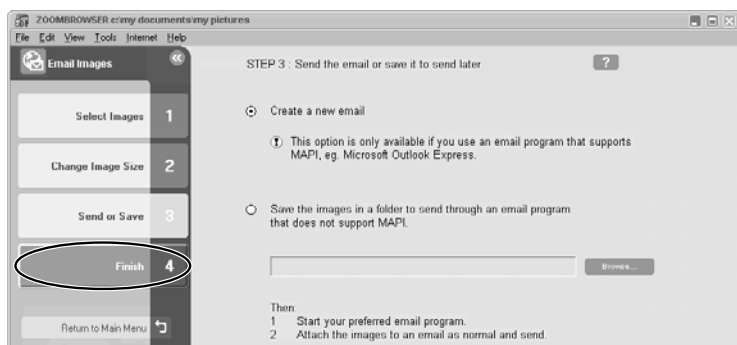 ZOOMBROWSER c:\my documents\my pictures
File Edit View Tools Internet Help
Email Images
STEP 3 : Send the email or save it to send later
?
Select Images 1
Change Image Size 2
Send or Save 3
Finish 4
Return to Main Menu
Create a new email
This option is only available if you use an email program that supports
MAPI, eg. Microsoft Outlook Express.
Save the images in a folder to send through an email program
that does not support MAPI.
Browse...
Then:
1 Start your preferred email program.
2 Attach the images to an email as normal and send.